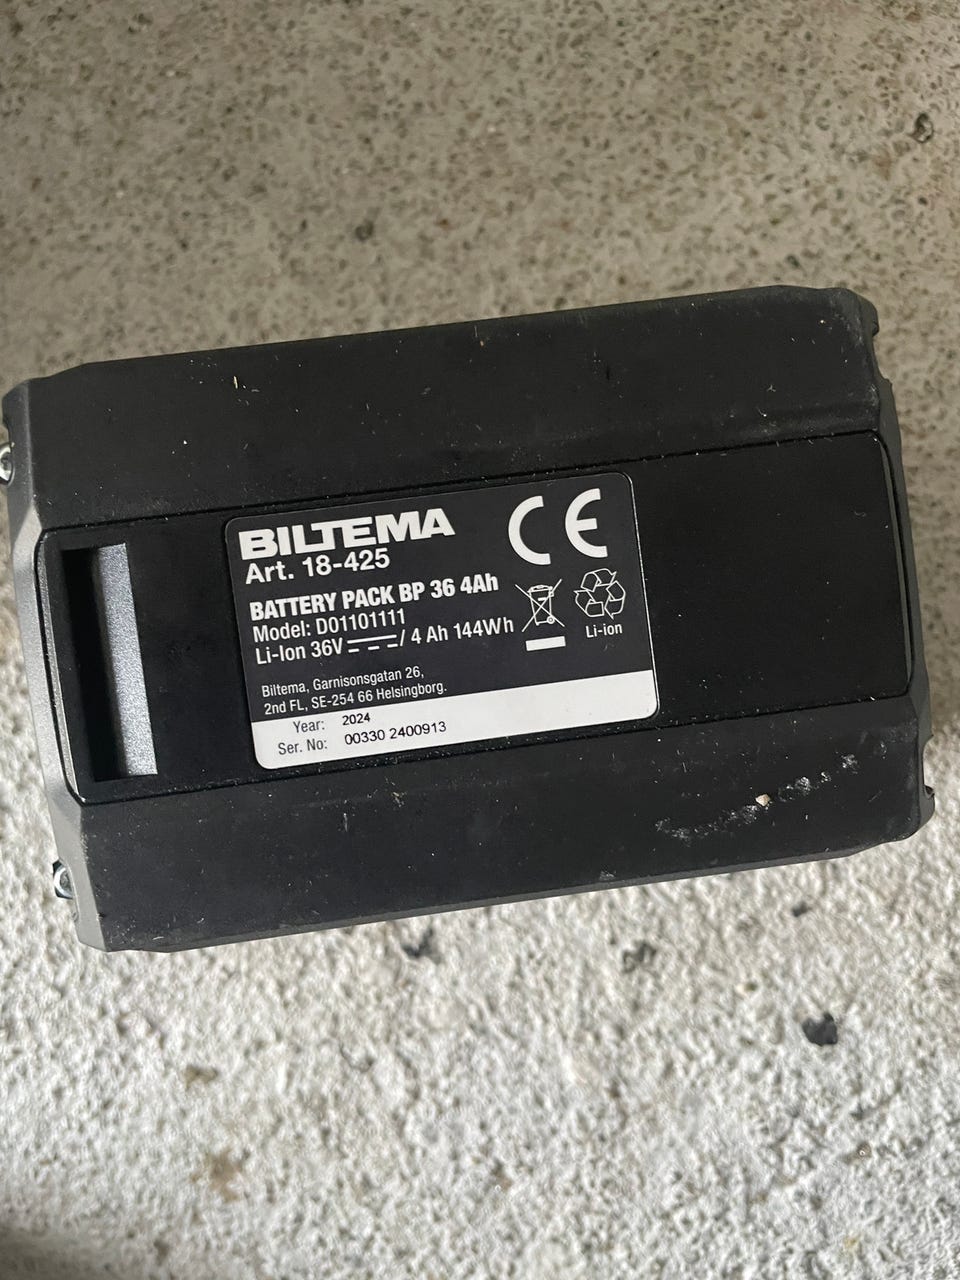 BILTEMA
Art. 18-425
BATTERY PACK BP 36 4Ah
Model: D01101111
Li-Ion 36V / 4 Ah 144Wh
Li-ion
Biltema, Garnisonsgatan 26,
2nd FL, SE-254 66 Helsingborg.
Year: 2024
Ser. No: 00330 2400913
CE